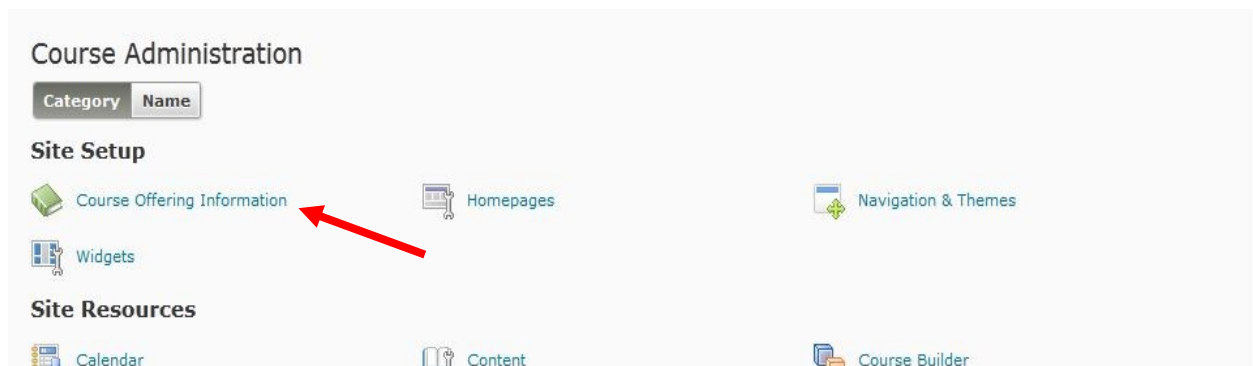 Course Administration
Category Name
Site Setup
Course Offering Information Homepages Navigation & Themes
Widgets
Site Resources
Calendar Content Course Builder